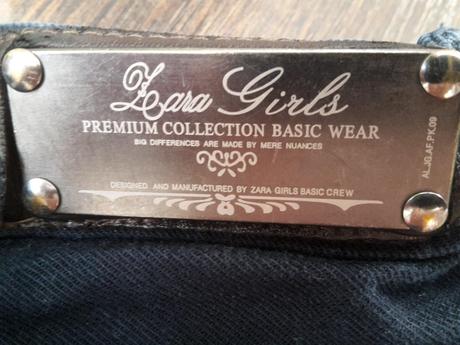 Zara Girls
PREMIUM COLLECTION BASIC WEAR
BIG DIFFERENCES ARE MADE BY MERE NUANCES
DESIGNED AND MANUFACTURED BY ZARA GIRLS BASIC CREW
AL.JG.AF.PK.09